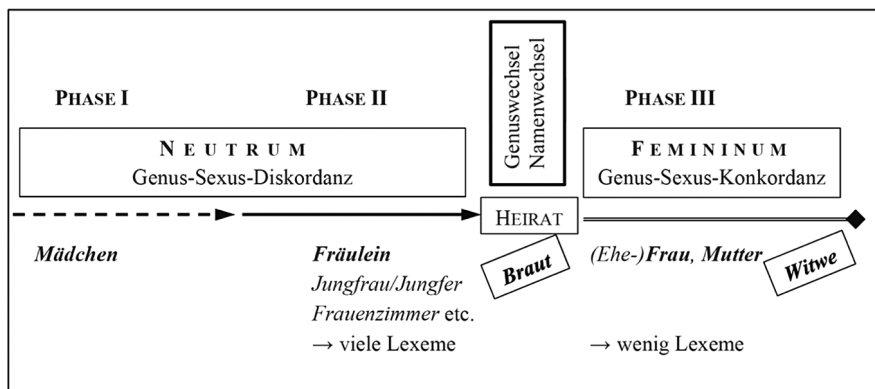 PHASE I
PHASE II
Genuswechsel
Namenwechsel
PHASE III
NEUTRUM
Genus-Sexus-Diskordanz
FEMININUM
Genus-Sexus-Konkordanz
HEIRAT
Mädchen
Fräulein
Jungfrau/Jungfer
Frauenzimmer etc.
→ viele Lexeme
Braut
(Ehe-)Frau, Mutter
Witwe
→ wenig Lexeme